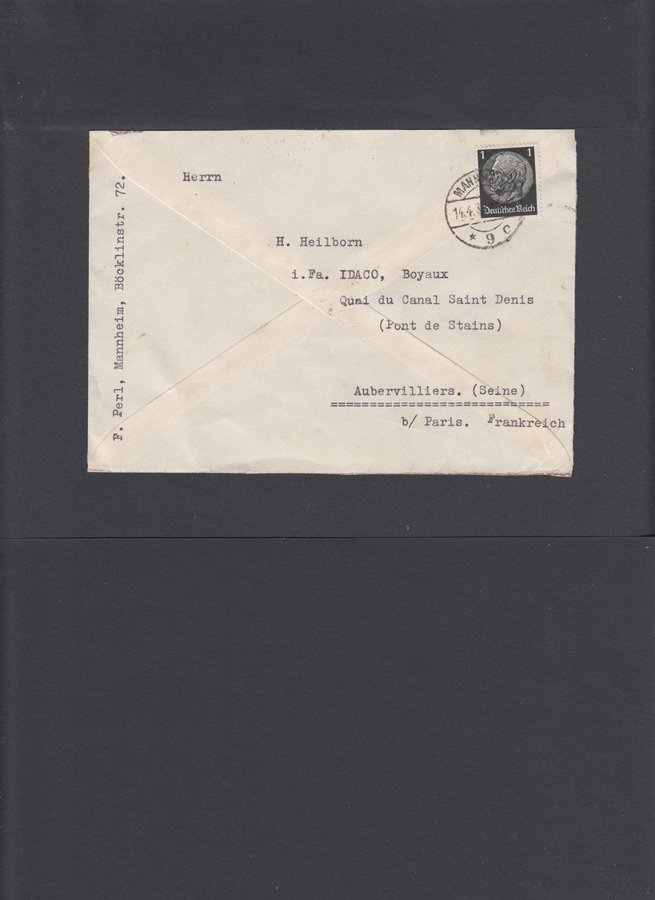 Herrn
H. Heilborn
i.Fa. IDACO, Boyaux
Quai du Canal Saint Denis
(Pont de Stains)
Aubervilliers. (Seine)
b/ Paris. Frankreich
F. Perl, Mannheim, Böcklinstr. 72.
1 1
Deutsches Reich
14.4.
* 9 c